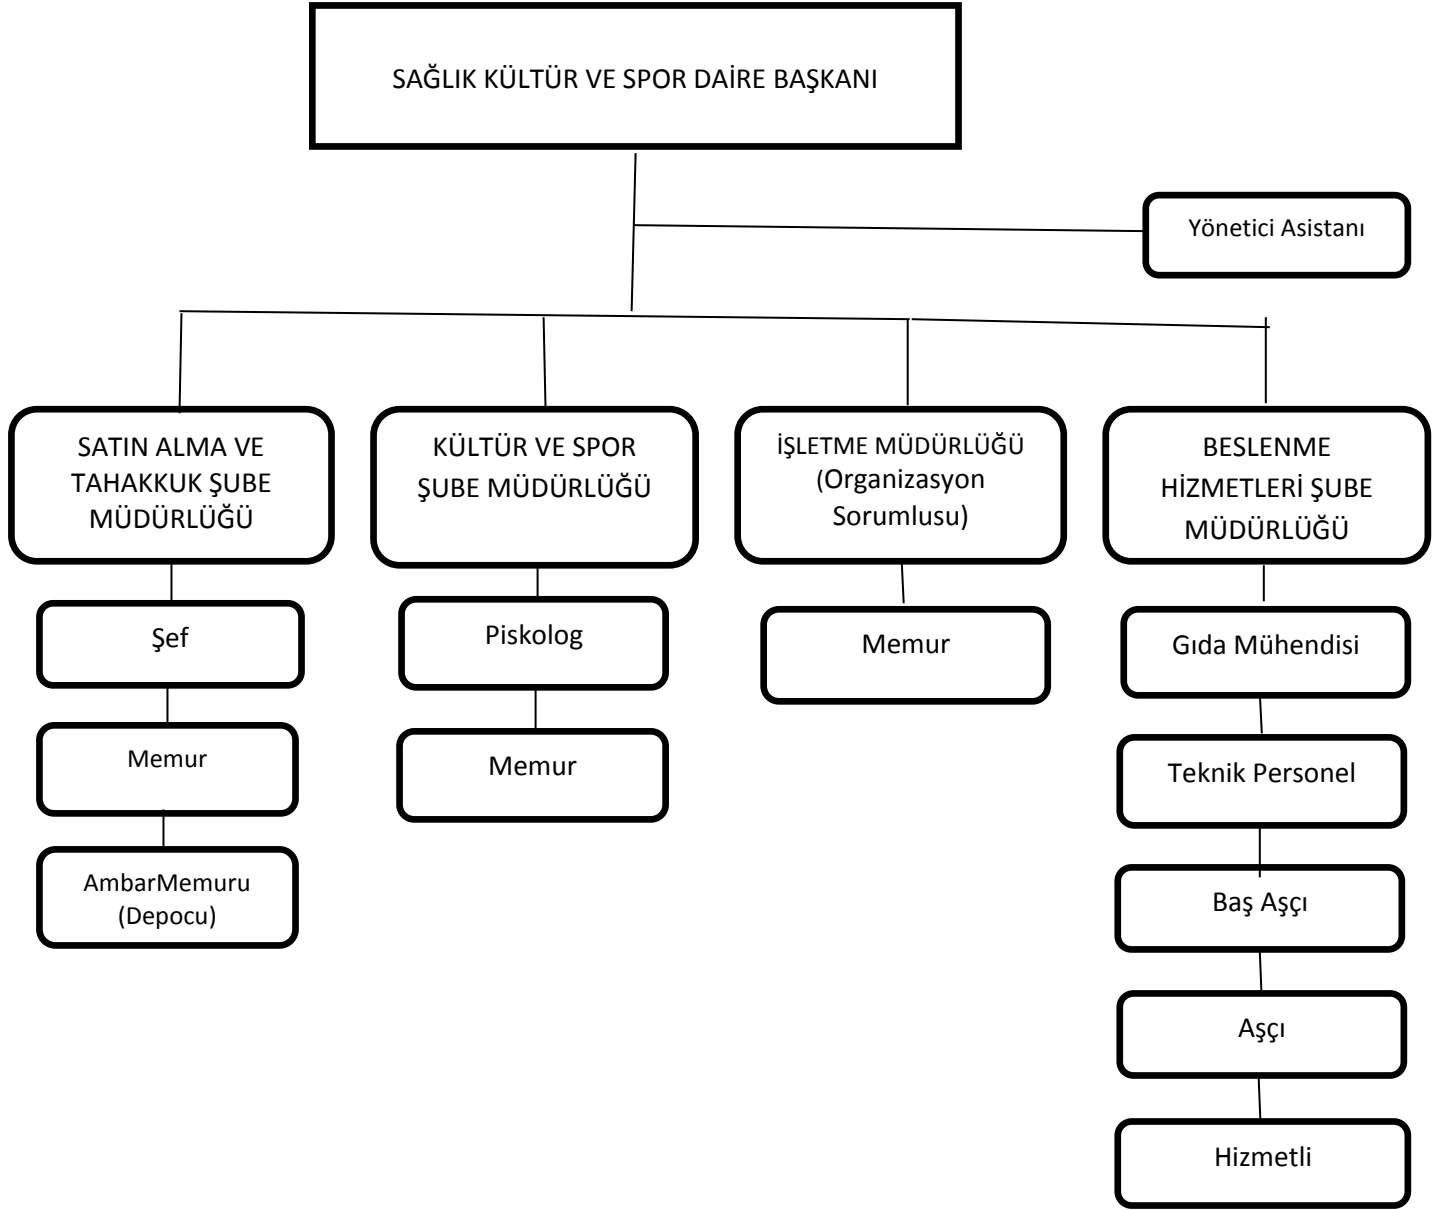 SAĞLIK KÜLTÜR VE SPOR DAİRE BAŞKANI
Yönetici Asistanı
SATIN ALMA VE
TAHAKKUK ŞUBE
MÜDÜRLÜĞÜ
Şef
Memur
AmbarMemuru
(Depocu)
KÜLTÜR VE SPOR
ŞUBE MÜDÜRLÜĞÜ
Piskolog
Memur
İŞLETME MÜDÜRLÜĞÜ
(Organizasyon
Sorumlusu)
Memur
BESLENME
HİZMETLERİ ŞUBE
MÜDÜRLÜĞÜ
Gıda Mühendisi
Teknik Personel
Baş Aşçı
Aşçı
Hizmetli